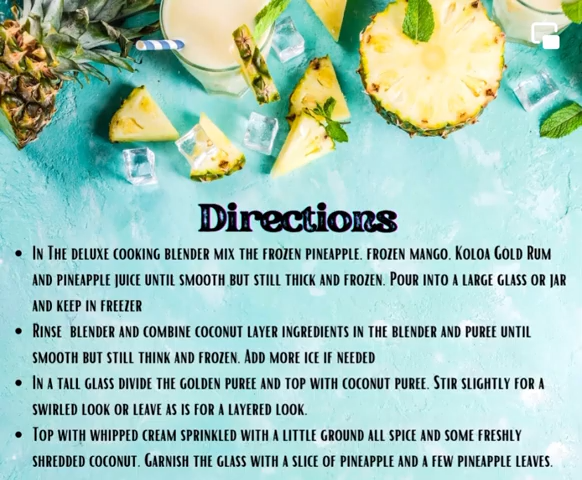 Directions
• In The deluxe cooking blender mix the frozen pineapple. frozen mango. Koloa Gold Rum
and pineapple juice until smooth but still thick and frozen. Pour into a large glass or jar
and keep in freezer
• Rinse blender and combine coconut layer ingredients in the blender and puree until
smooth but still think and frozen. Add more ice if needed
• In a tall glass divide the golden puree and top with coconut puree. Stir slightly for a
swirled look or leave as is for a layered look.
• Top with whipped cream sprinkled with a little ground all spice and some freshly
shredded coconut. Garnish the glass with a slice of pineapple and a few pineapple leaves.